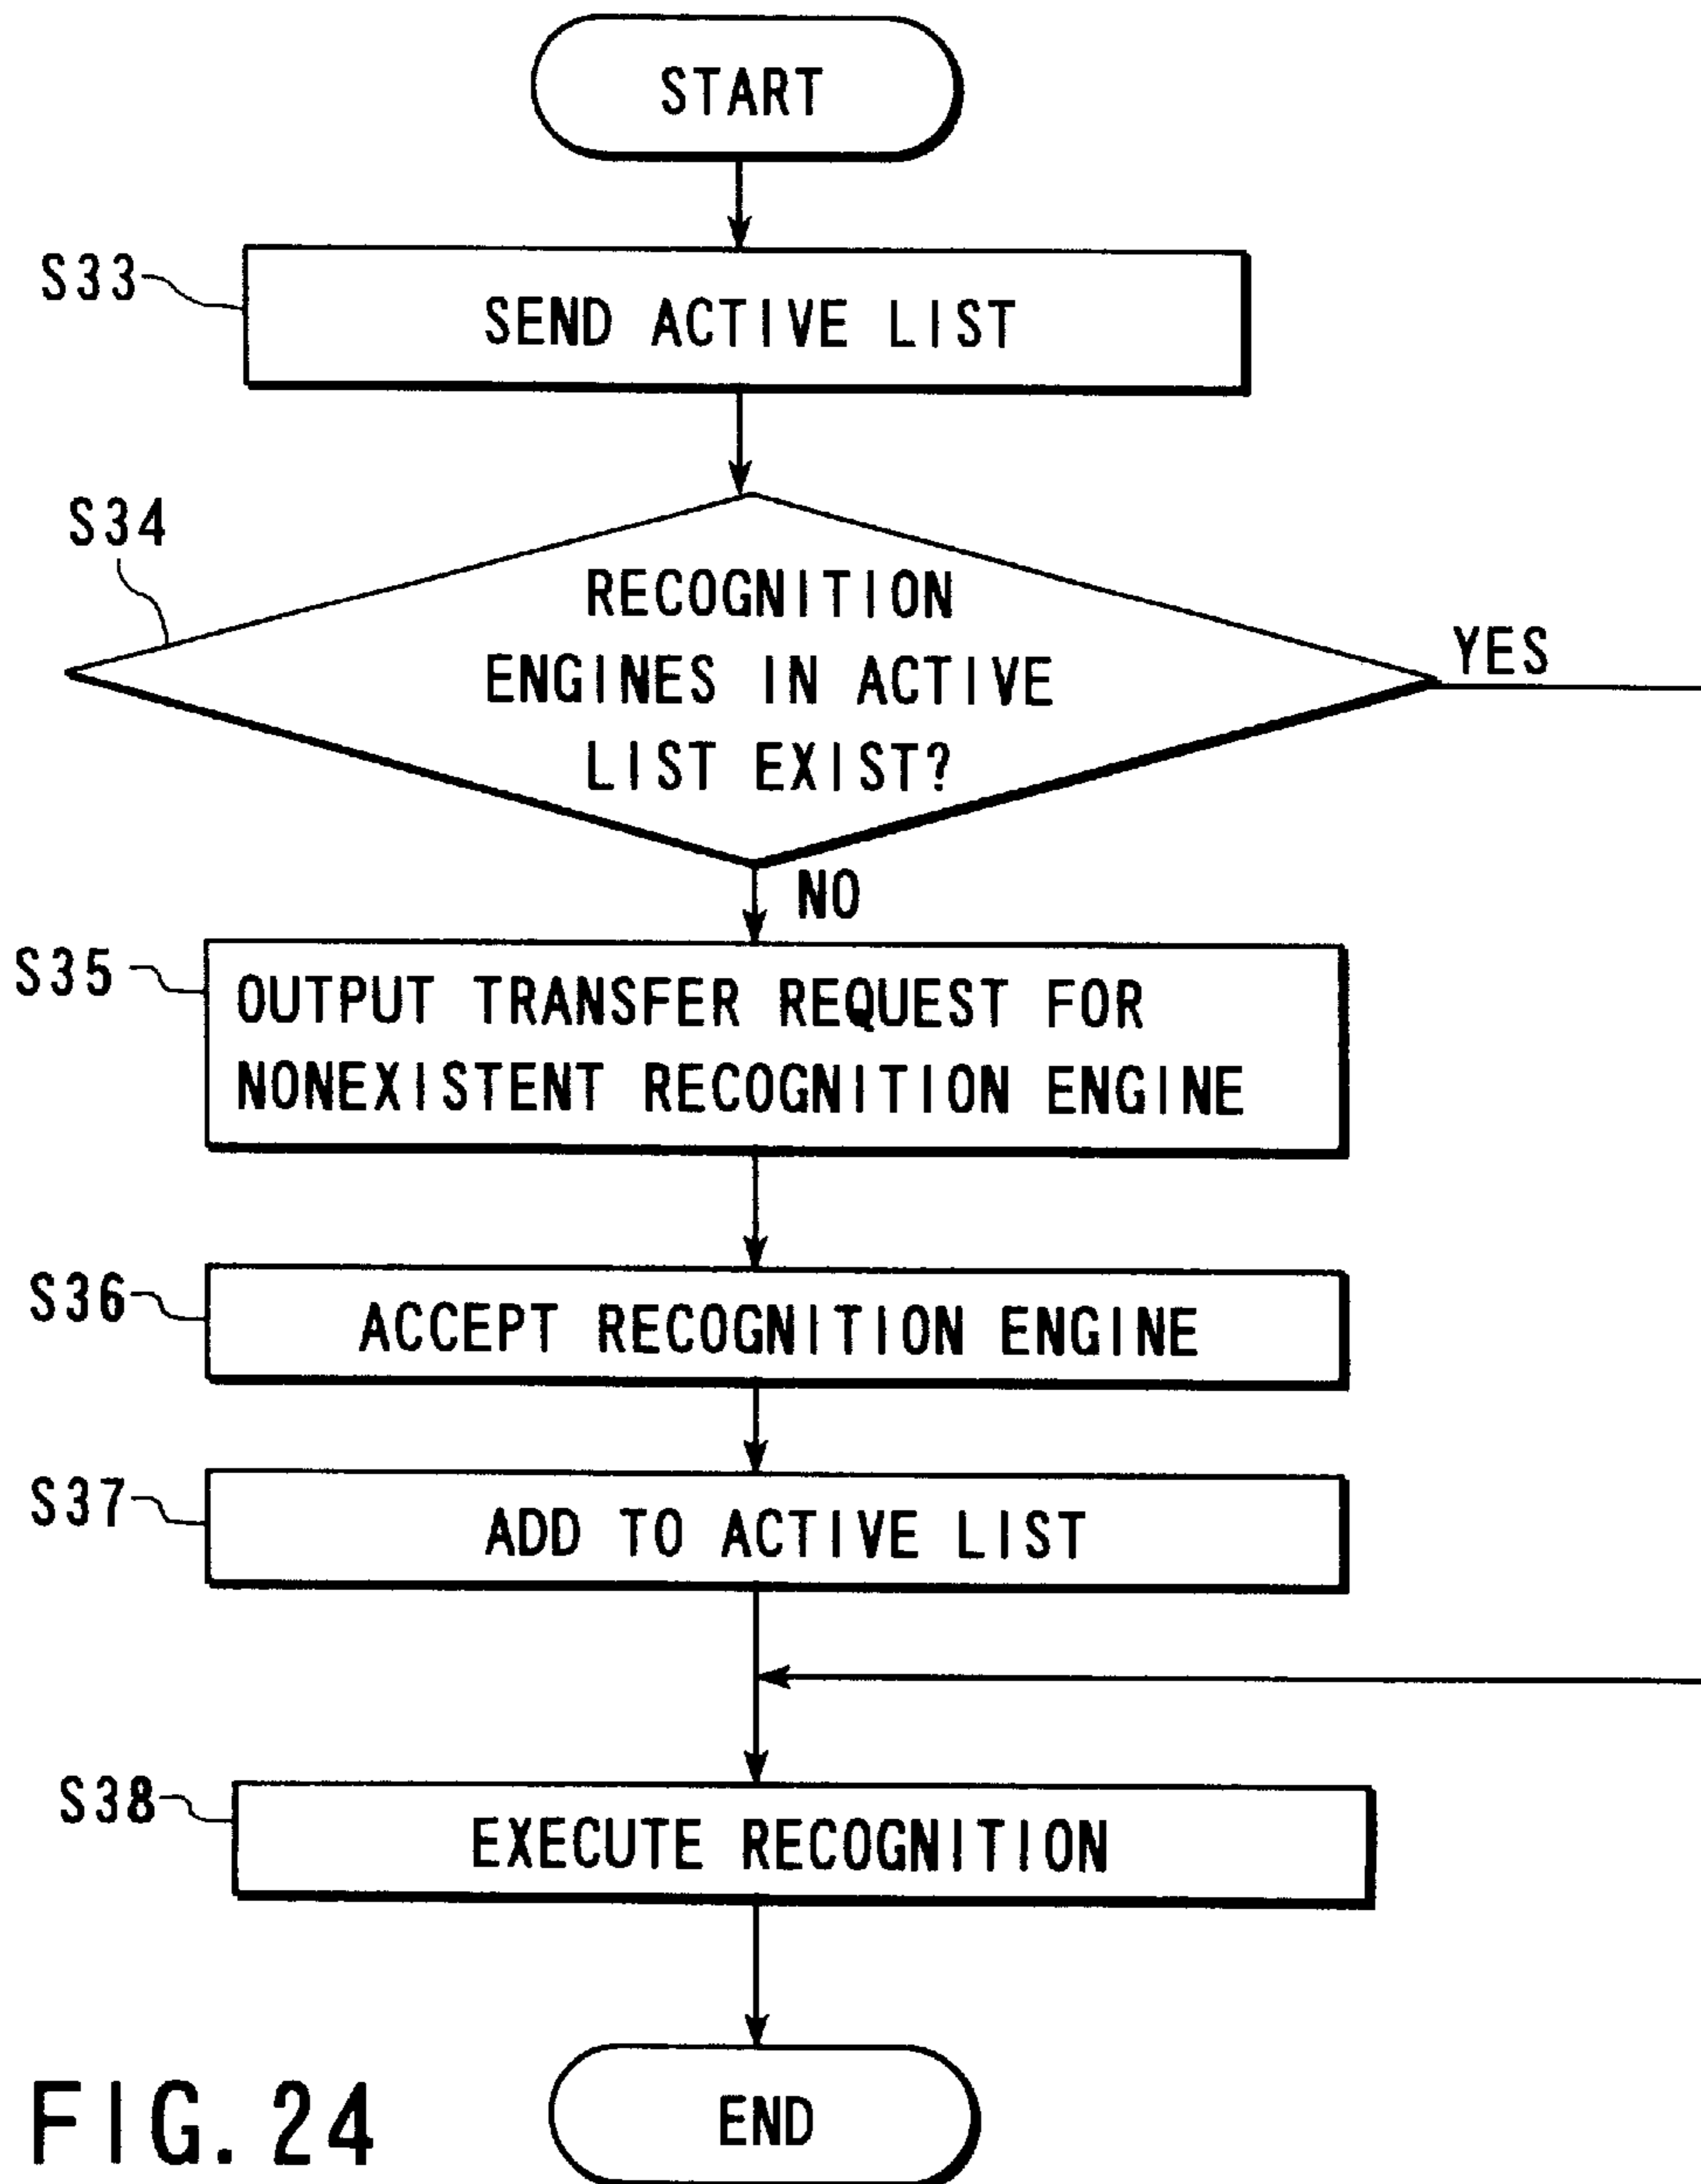 START
S33
SEND ACTIVE LIST
S34
RECOGNITION
ENGINES IN ACTIVE
LIST EXIST?
YES
NO
S35
OUTPUT TRANSFER REQUEST FOR
NONEXISTENT RECOGNITION ENGINE
S36
ACCEPT RECOGNITION ENGINE
S37
ADD TO ACTIVE LIST
S38
EXECUTE RECOGNITION
END
FIG. 24